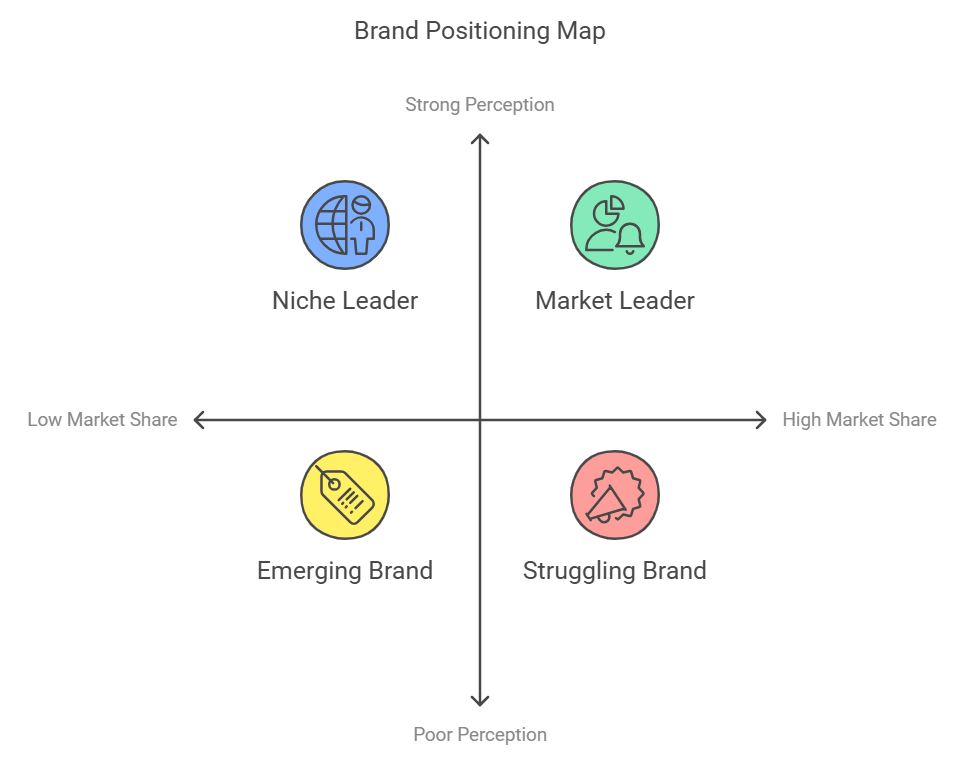 Brand Positioning Map
Strong Perception
Niche Leader
Market Leader
Low Market Share
High Market Share
Emerging Brand
Struggling Brand
Poor Perception